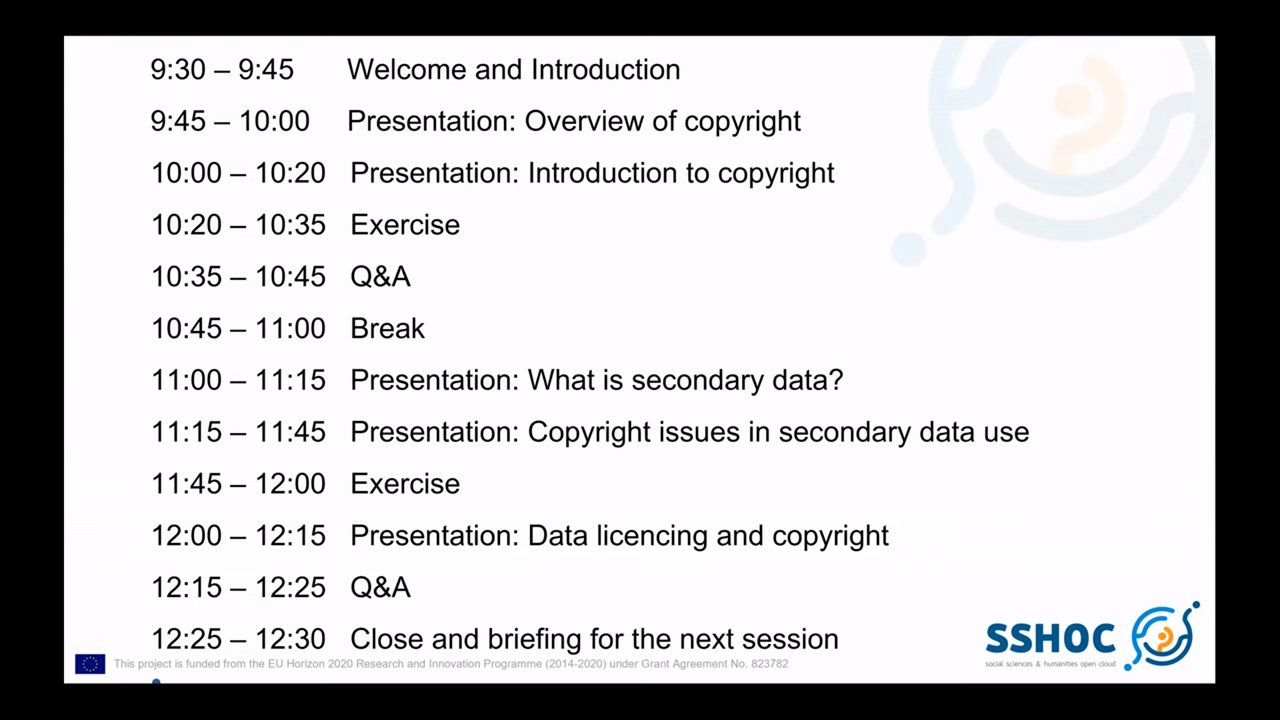 9:30 – 9:45 Welcome and Introduction
9:45 – 10:00 Presentation: Overview of copyright
10:00 – 10:20 Presentation: Introduction to copyright
10:20 – 10:35 Exercise
10:35 – 10:45 Q&A
10:45 – 11:00 Break
11:00 – 11:15 Presentation: What is secondary data?
11:15 – 11:45 Presentation: Copyright issues in secondary data use
11:45 – 12:00 Exercise
12:00 – 12:15 Presentation: Data licencing and copyright
12:15 – 12:25 Q&A
12:25 – 12:30 Close and briefing for the next session
SSHOC
social sciences & humanities open cloud
This project is funded from the EU Horizon 2020 Research and Innovation Programme (2014-2020) under Grant Agreement No. 823782